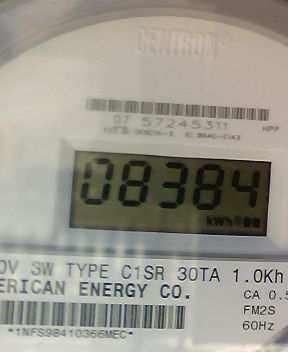 CENTRON®
07 57245311
08384
kWh
0V 3W TYPE C1SR 30TA 1.0Kh
ERICAN ENERGY CO.
CA 0.5
FM2S
60Hz
*1NFS98410366MEC*